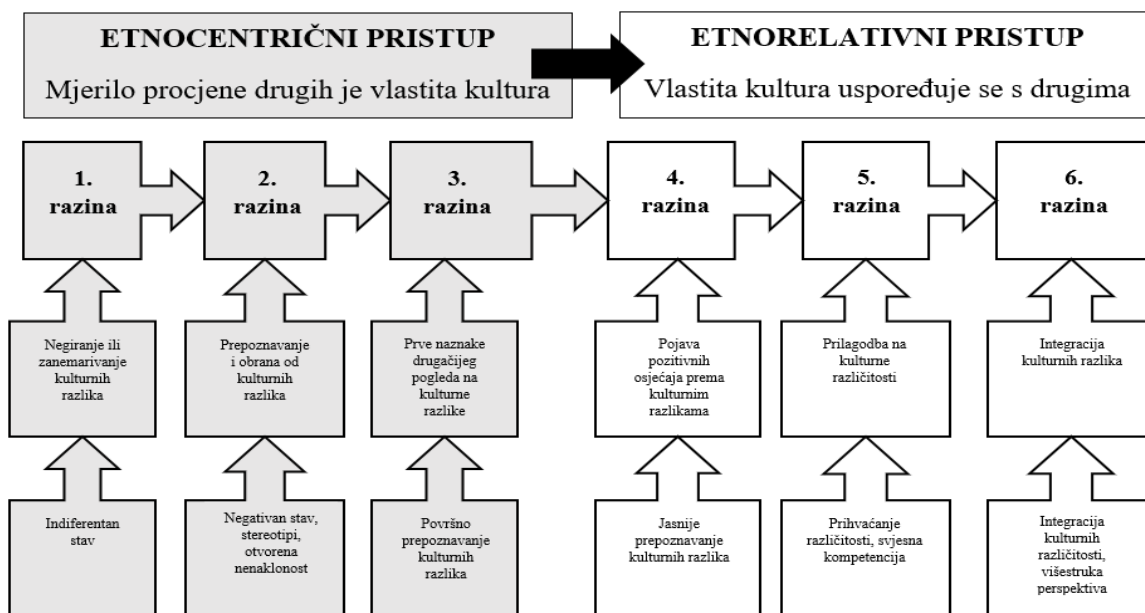 ETNOCENTRIČNI PRISTUP
Mjerilo procjene drugih je vlastita kultura
ETNORELATIVNI PRISTUP
Vlastita kultura uspoređuje se s drugima
1.
razina
2.
razina
3.
razina
4.
razina
5.
razina
6.
razina
Negiranje ili
zanemarivanje
kulturnih
razlika
Prepoznavanje
i obrana od
kulturnih
razlika
Prve naznake
drugačijeg
pogleda na
kulturne
razlike
Pojava
pozitivnih
osjećaja prema
kulturnim
razlikama
Prilagodba na
kulturne
različitosti
Integracija
kulturnih razlika
Indiferentan
stav
Negativan stav,
stereotipi,
otvorena
nenaklonost
Površno
prepoznavanje
kulturnih
razlika
Jasnije
prepoznavanje
kulturnih razlika
Prihvaćanje
različitosti, svjesna
kompetencija
Integracija
kulturnih
različitosti,
višestruka
perspektiva